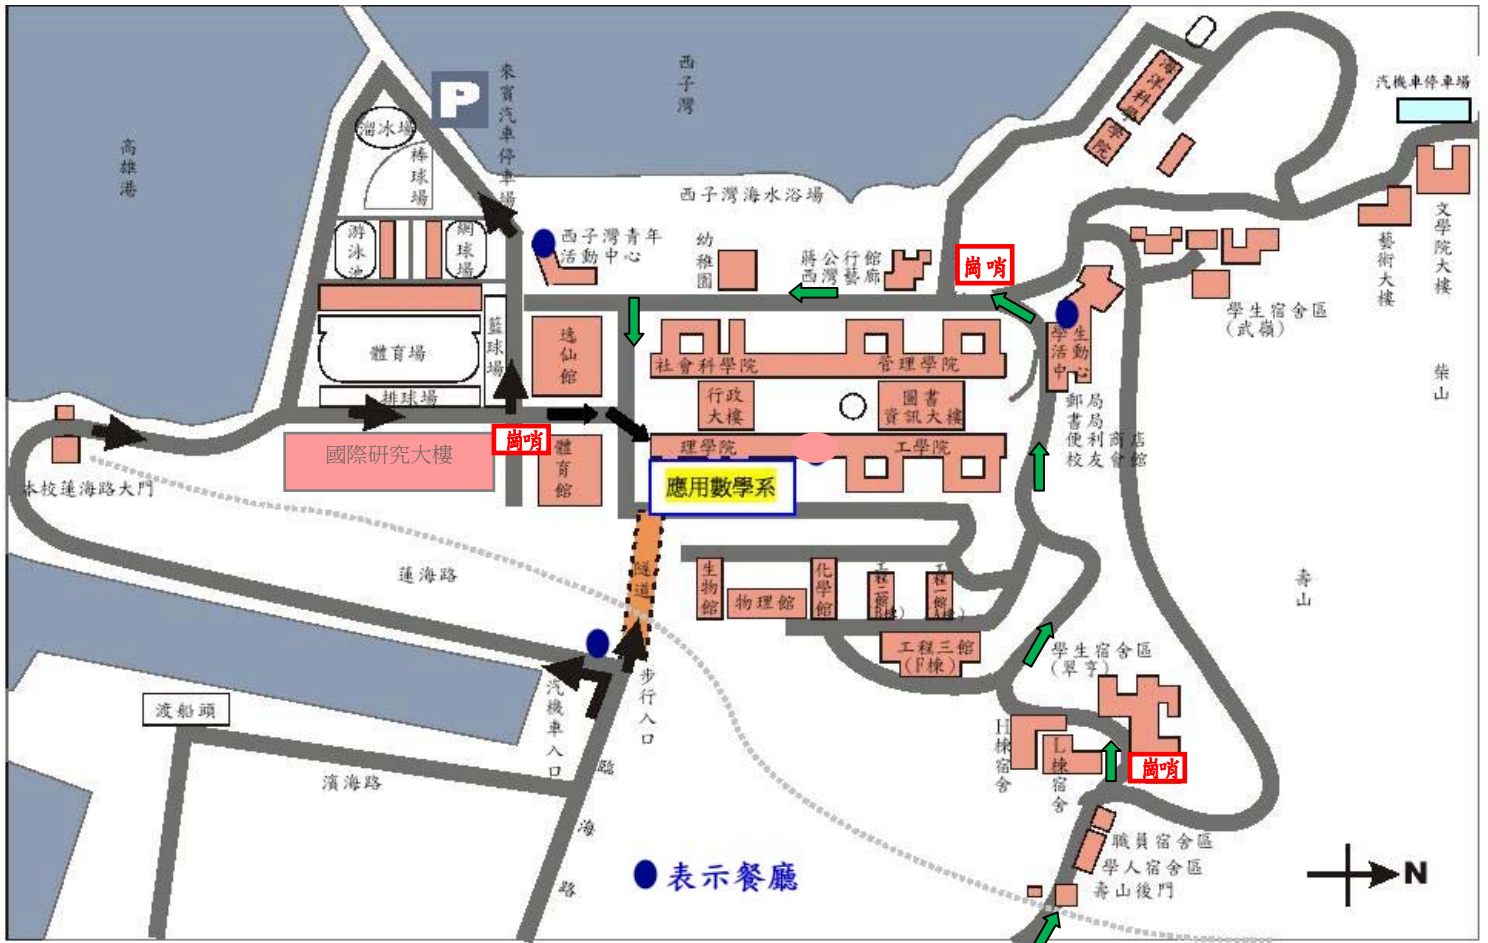 西子灣
高雄港
P
來賓汽車停車場
溜冰場
棒球場
游泳池
網球場
西子灣海水浴場
西子灣青年
活動中心
幼稚園
蔣公行館
西灣藝廊
崗哨
海洋科學學院
汽機車停車場
文學院大樓
藝術大樓
學生宿舍區
(武嶺)
柴山
體育場
籃球場
排球場
逸仙館
社會科學院
管理學院
行政
大樓
圖書
資訊大樓
學生
活動
中心
郵局
書局
便利商店
校友會館
國際研究大樓
崗哨
體育館
理學院
工學院
應用數學系
本校蓮海路大門
蓮海路
隧道
生物館
物理館
化學館
工程三館
(F棟)
壽山
學生宿舍區
(翠亨)
渡船頭
濱海路
汽機車入口
步行入口
臨海路
H棟宿舍
L棟宿舍
崗哨
職員宿舍區
學人宿舍區
壽山後門
表示餐廳
N